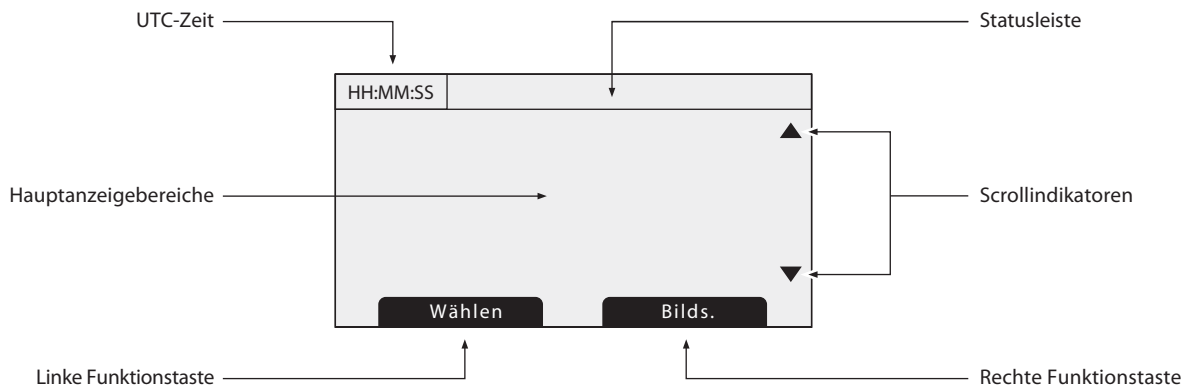 UTC-Zeit
Statusleiste
HH:MM:SS
Hauptanzeigebereiche
Scrollindikatoren
Wählen
Bilds.
Linke Funktionstaste
Rechte Funktionstaste